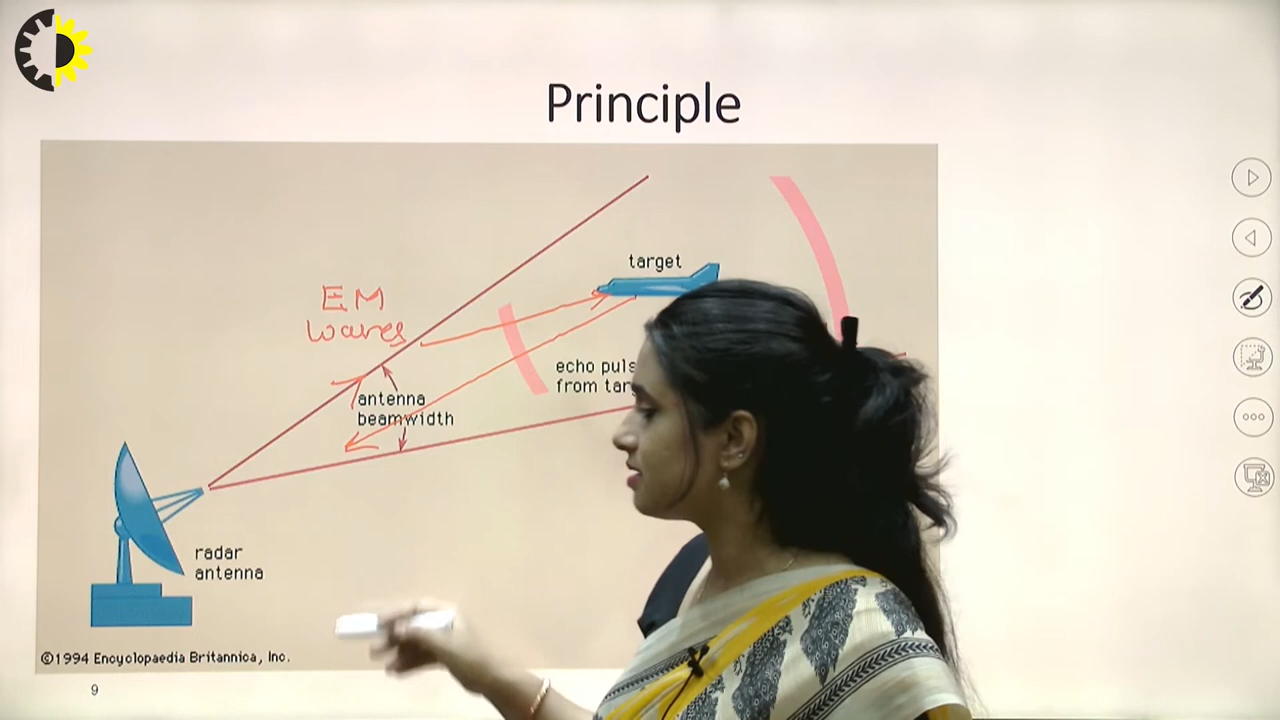 Principle
target
EM
waves
echo puls
from tar
antenna
beamwidth
radar
antenna
©1994 Encyclopaedia Britannica, Inc.
9